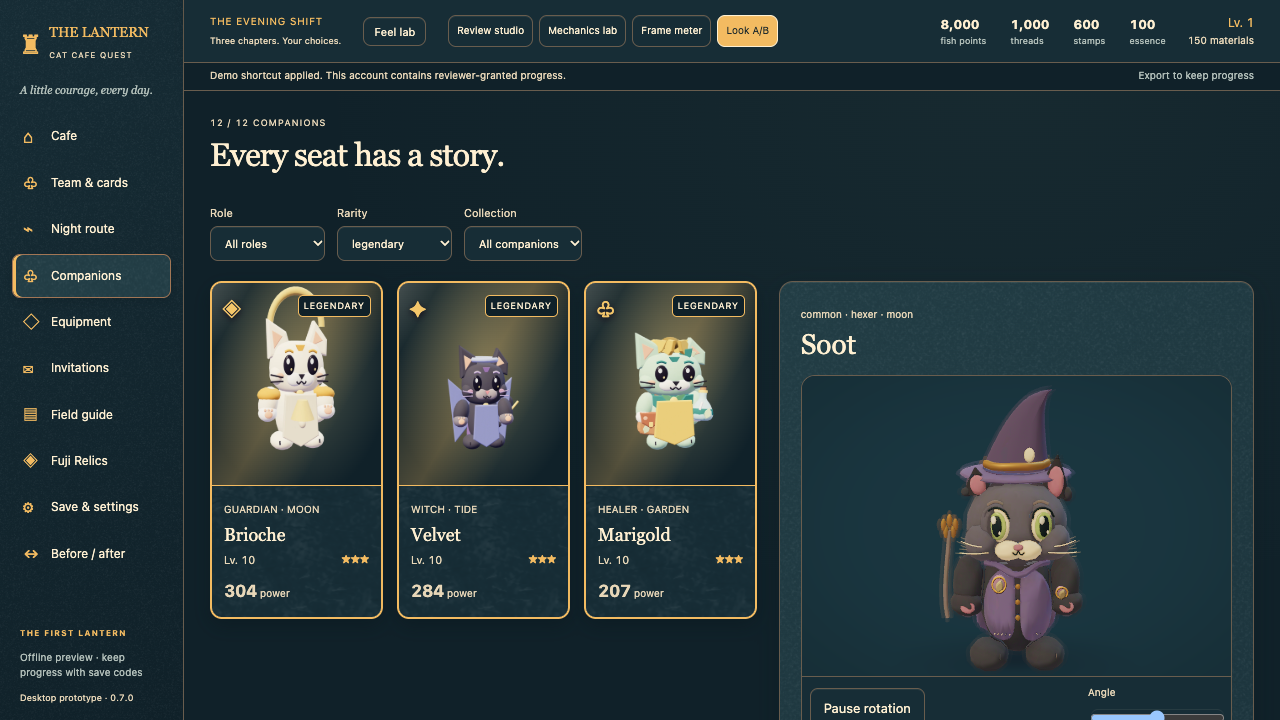 THE LANTERN
CAT CAFE QUEST
A little courage, every day.
Cafe
Team & cards
Night route
Companions
Equipment
Invitations
Field guide
Fuji Relics
Save & settings
Before / after
THE FIRST LANTERN
Offline preview · keep
progress with save codes
Desktop prototype · 0.7.0
THE EVENING SHIFT
Three chapters. Your choices.
Feel lab
Review studio
Mechanics lab
Frame meter
Look A/B
8,000
fish points
1,000
threads
600
stamps
100
essence
Lv. 1
150 materials
Demo shortcut applied. This account contains reviewer-granted progress.
Export to keep progress
12 / 12 COMPANIONS
Every seat has a story.
Role
Rarity
Collection
All roles
legendary
All companions
LEGENDARY
GUARDIAN · MOON
Brioche
Lv. 10
304 power
LEGENDARY
WITCH · TIDE
Velvet
Lv. 10
284 power
LEGENDARY
HEALER · GARDEN
Marigold
Lv. 10
207 power
common · hexer · moon
Soot
Pause rotation
Angle